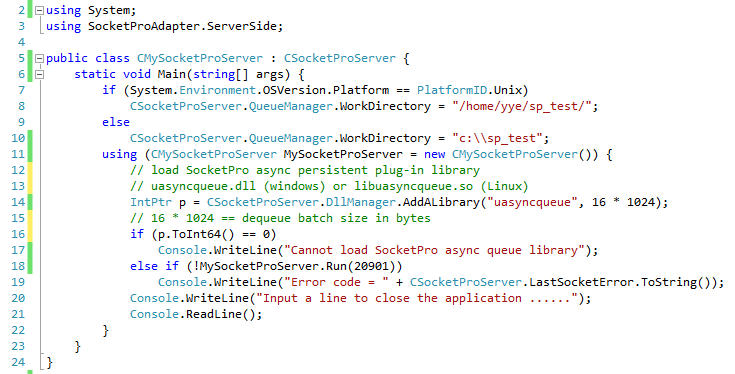 2 using System;
3 using SocketProAdapter.ServerSide;
4
5 public class CMySocketProServer : CSocketProServer {
6 static void Main(string[] args) {
7 if (System.Environment.OSVersion.Platform == PlatformID.Unix)
8 CSocketProServer.QueueManager.WorkDirectory = "/home/yye/sp_test/";
9 else
10 CSocketProServer.QueueManager.WorkDirectory = "c:\\sp_test";
11 using (CMySocketProServer MySocketProServer = new CMySocketProServer()) {
12 // load SocketPro async persistent plug-in library
13 // uasyncqueue.dll (windows) or libuasyncqueue.so (Linux)
14 IntPtr p = CSocketProServer.DllManager.AddALibrary("uasyncqueue", 16 * 1024);
15 // 16 * 1024 == dequeue batch size in bytes
16 if (p.ToInt64() == 0)
17 Console.WriteLine("Cannot load SocketPro async queue library");
18 else if (!MySocketProServer.Run(20901))
19 Console.WriteLine("Error code = " + CSocketProServer.LastSocketError.ToString());
20 Console.WriteLine("Input a line to close the application ......");
21 Console.ReadLine();
22 }
23 }
24 }